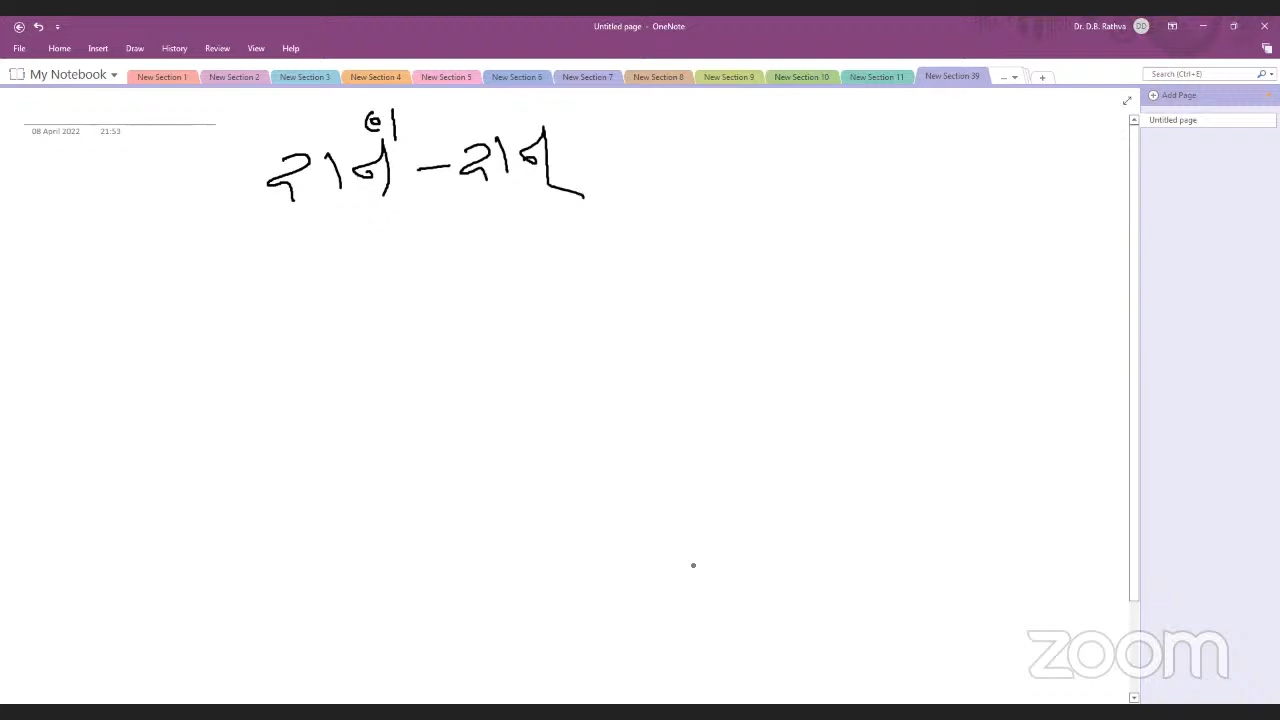 Untitled page - OneNote
Dr. D.B. Rathva
DD
File
Home
Insert
Draw
History
Review
View
Help
My Notebook
New Section 1
New Section 2
New Section 3
New Section 4
New Section 5
New Section 6
New Section 7
New Section 8
New Section 9
New Section 10
New Section 11
New Section 39
Search (Ctrl+E)
Add Page
Untitled page
08 April 2022
21:53
zoom